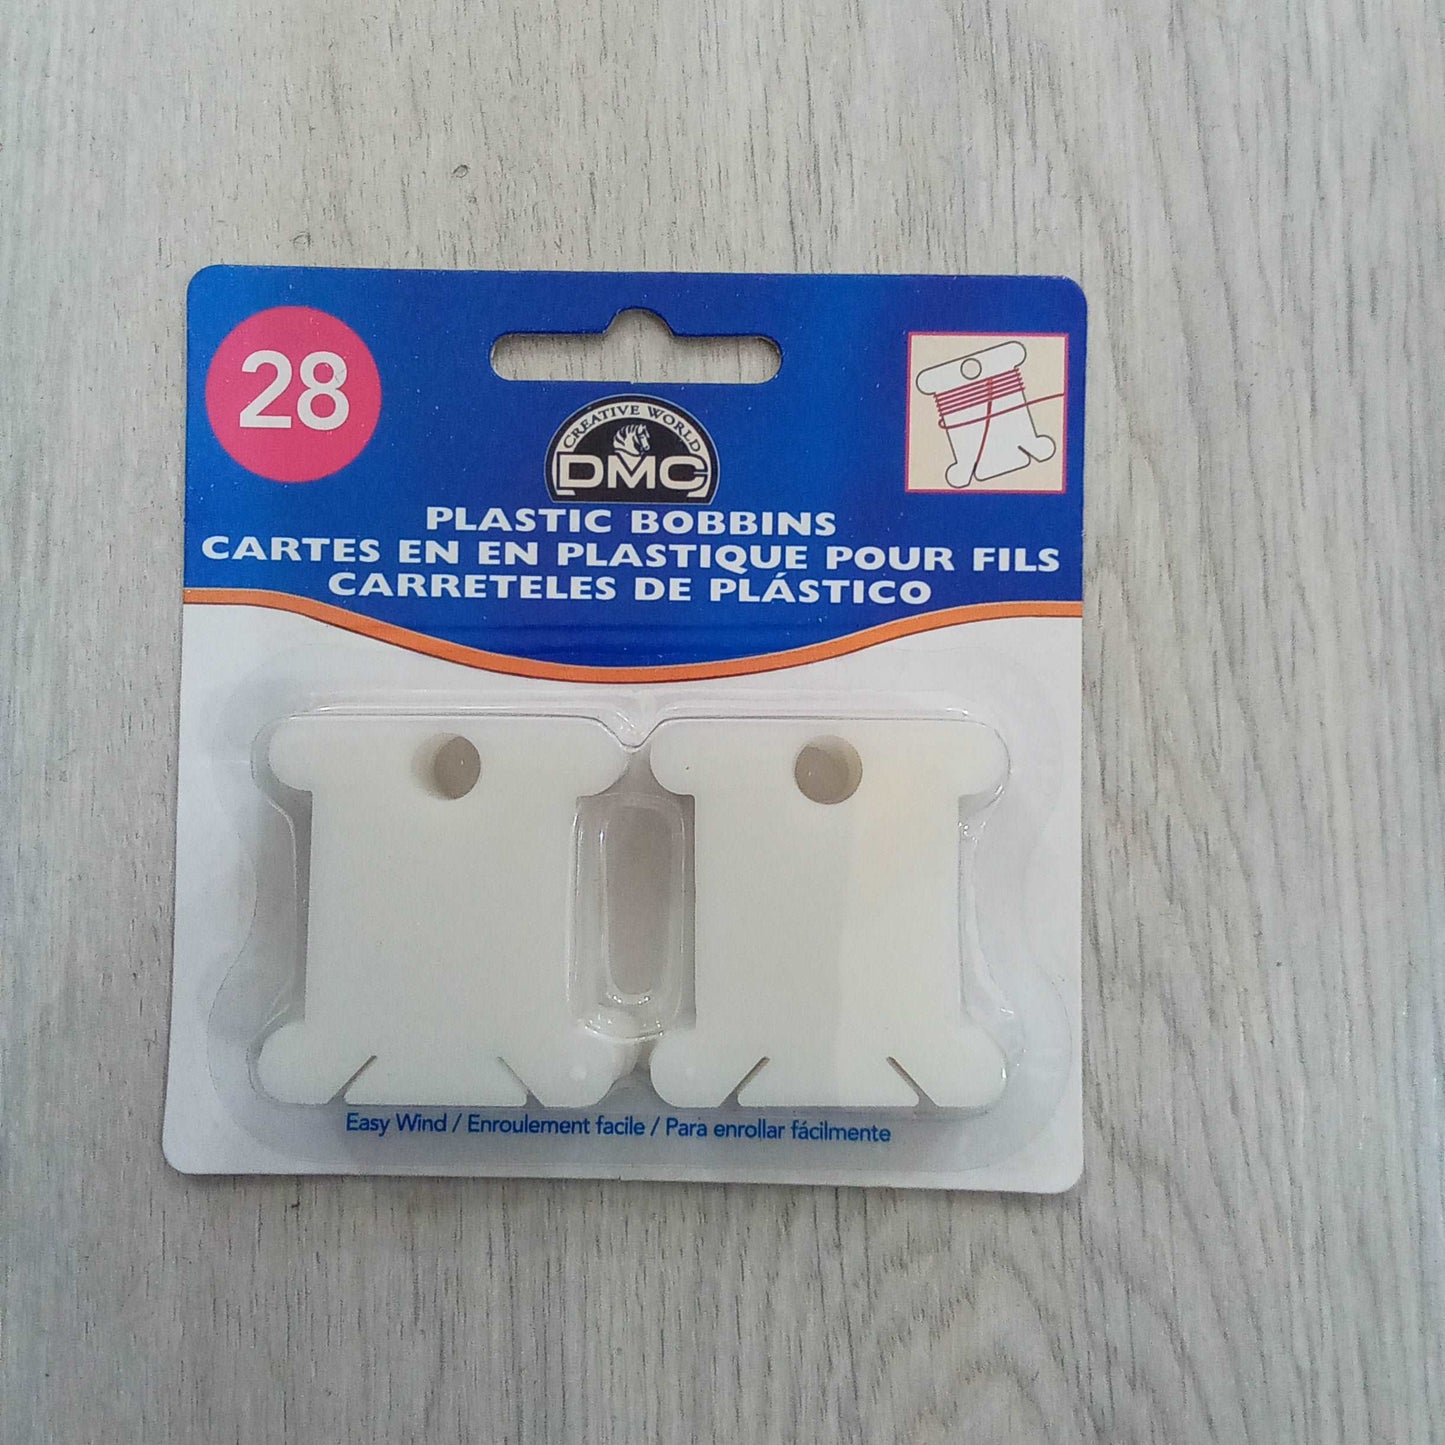 28
CREATIVE WORLD
DMC
PLASTIC BOBBINS
CARTES EN EN PLASTIQUE POUR FILS
CARRETELES DE PLÁSTICO
Easy Wind / Enroulement facile / Para enrollar fácilmente